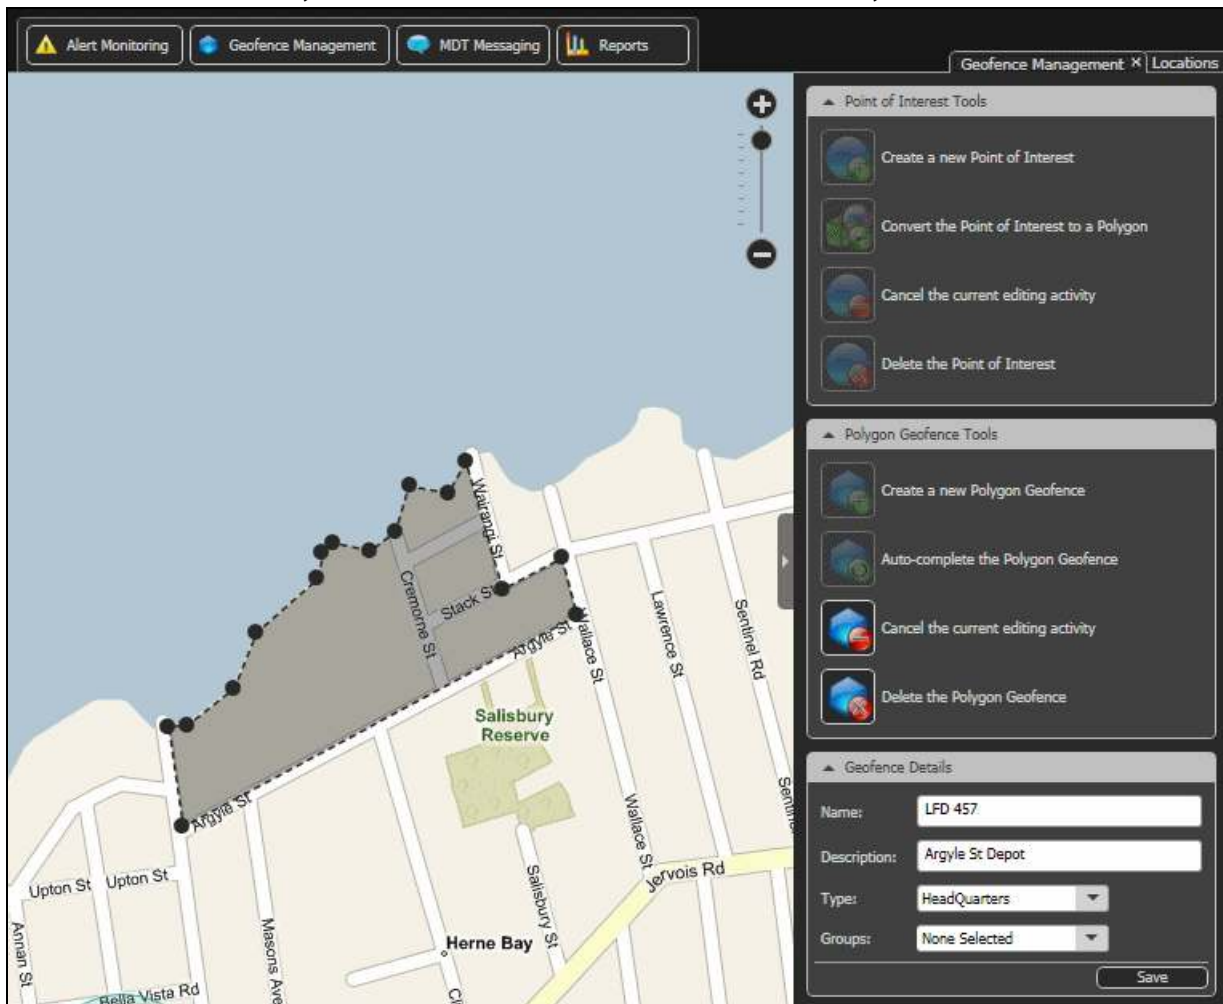 Alert Monitoring
Geofence Management
MDT Messaging
Reports
Geofence Management ×
Locations
Point of Interest Tools
Create a new Point of Interest
Convert the Point of Interest to a Polygon
Cancel the current editing activity
Delete the Point of Interest
Polygon Geofence Tools
Create a new Polygon Geofence
Auto-complete the Polygon Geofence
Cancel the current editing activity
Delete the Polygon Geofence
Geofence Details
Name:
LFD 457
Description:
Argyle St Depot
Type:
HeadQuarters
Groups:
None Selected
Save
Wairangi St
Cremorne St
Stack St
Argyle St
Wallace St
Lawrence St
Sentinel Rd
Salisbury
Reserve
Argyle St
Wallace St
Jervois Rd
Upton St
Upton St
Salisbury St
Masons Ave
Herne Bay
Annan St
Bella Vista Rd